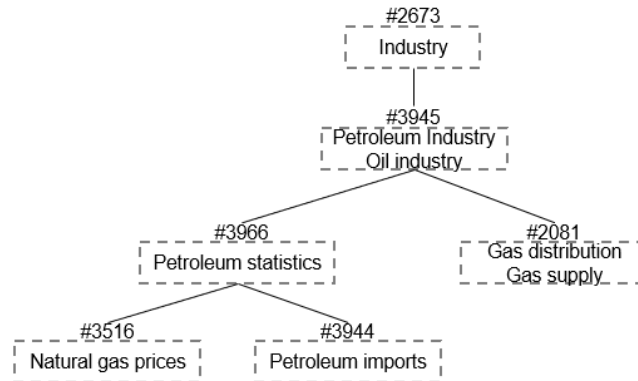 #2673
Industry
#3945
Petroleum Industry
Oil industry
#3966
Petroleum statistics
#2081
Gas distribution
Gas supply
#3516
Natural gas prices
#3944
Petroleum imports